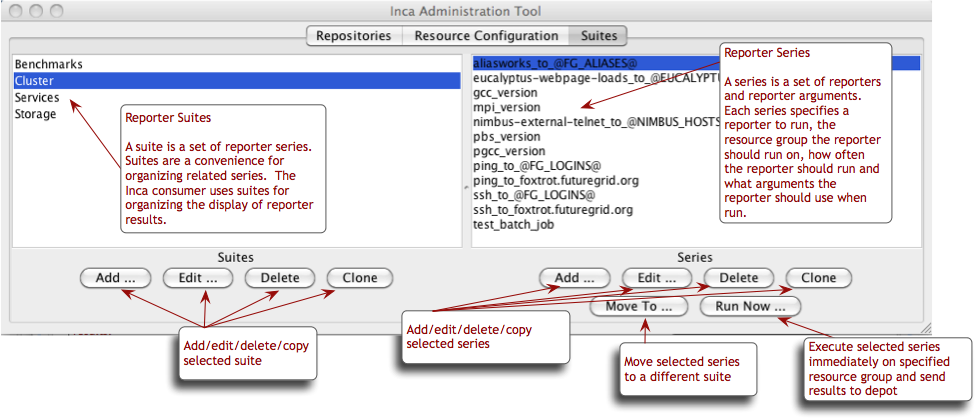 Inca Administration Tool
Repositories
Resource Configuration
Suites
Benchmarks
Cluster
Services
Storage
Reporter Suites
A suite is a set of reporter series.
Suites are a convenience for
organizing related series. The
Inca consumer uses suites for
organizing the display of reporter
results.
aliasworks_to_@FG_ALIASES@
eucalyptus-webpage-loads_to_@EUCALYPT
gcc_version
mpi_version
nimbus-external-telnet_to_@NIMBUS_HOSTS
pbs_version
pgcc_version
ping_to_@FG_LOGINS@
ping_to_foxtrot.futuregrid.org
ssh_to_@FG_LOGINS@
ssh_to_foxtrot.futuregrid.org
test_batch_job
Reporter Series
A series is a set of reporters
and reporter arguments.
Each series specifies a
reporter to run, the
resource group the reporter
should run on, how often
the reporter should run and
what arguments the
reporter should use when
run.
Suites
Add ...
Edit ...
Delete
Clone
Series
Add ...
Edit ...
Delete
Clone
Move To ...
Run Now ...
Add/edit/delete/copy
selected suite
Add/edit/delete/copy
selected series
Move selected series
to a different suite
Execute selected series
immediately on specified
resource group and send
results to depot